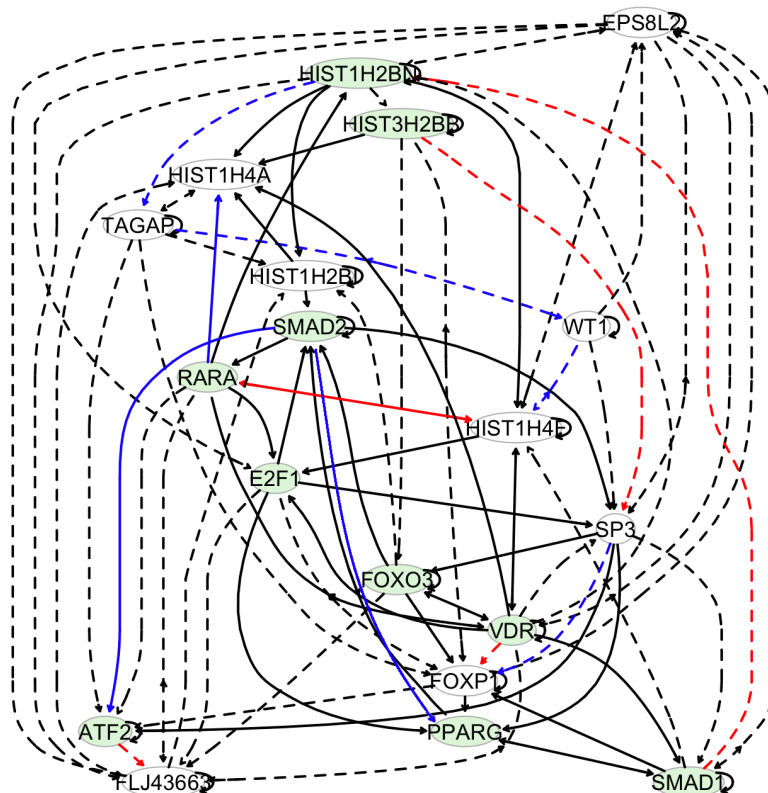 EPS8L2
HIST1H2BN
HIST3H2BB
HIST1H4A
TAGAP
HIST1H2BI
SMAD2
WT1
RARA
HIST1H4E
E2F1
SP3
FOXO3
VDR
FOXP1
ATF2
PPARG
FLJ43663
SMAD1